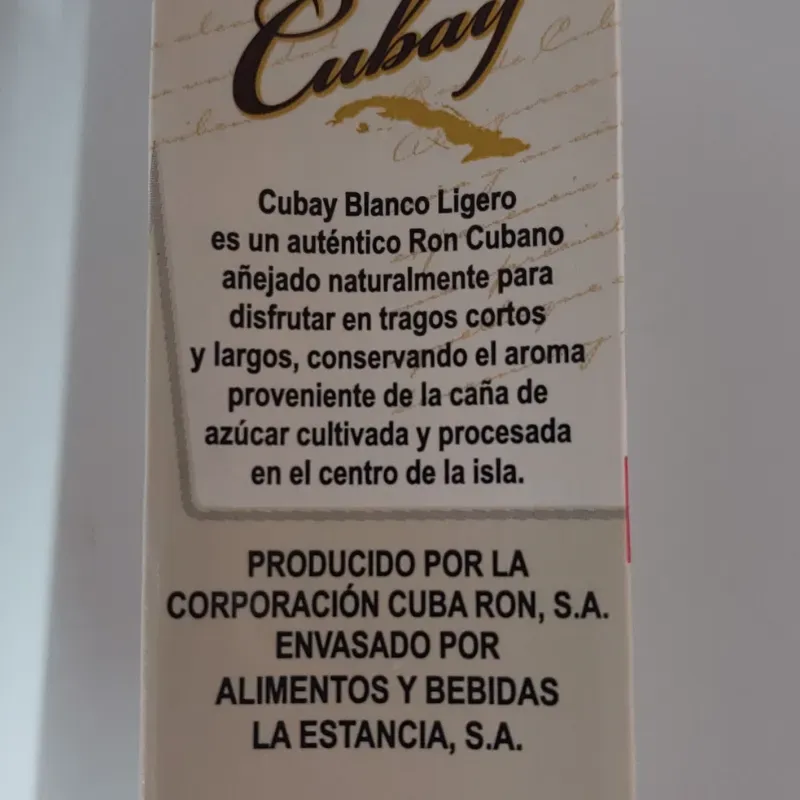 Cubay
Cubay Blanco Ligero
es un auténtico Ron Cubano
añejado naturalmente para
disfrutar en tragos cortos
y largos, conservando el aroma
proveniente de la caña de
azúcar cultivada y procesada
en el centro de la isla.
PRODUCIDO POR LA
CORPORACIÓN CUBA RON, S.A.
ENVASADO POR
ALIMENTOS Y BEBIDAS
LA ESTANCIA, S.A.